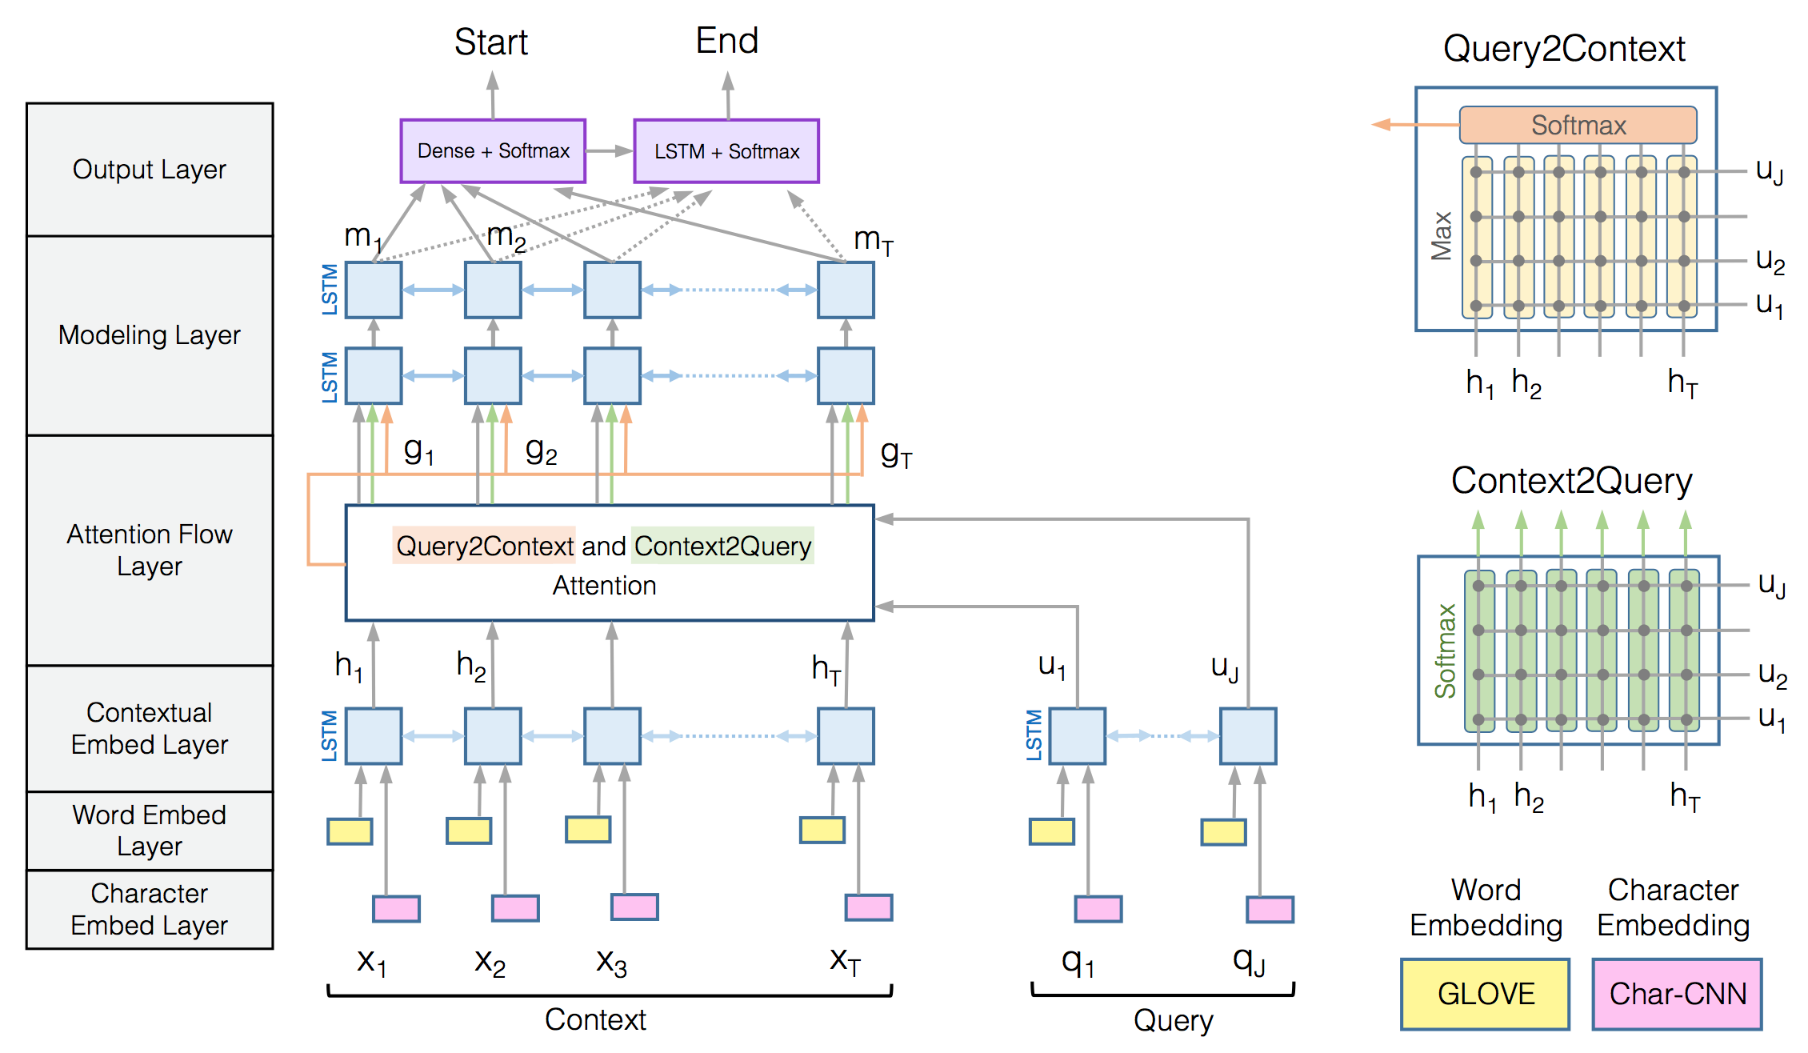 Start
End
Output Layer
Dense + Softmax
LSTM + Softmax
m1
m2
mT
Modeling Layer
LSTM
LSTM
g1
g2
gT
Attention Flow
Layer
Query2Context and Context2Query
Attention
h1
h2
hT
u1
uJ
Contextual
Embed Layer
LSTM
LSTM
Word Embed
Layer
Character
Embed Layer
x1
x2
x3
xT
q1
qJ
Context
Query
Query2Context
Softmax
Max
uJ
u2
u1
h1
h2
hT
Context2Query
Softmax
uJ
u2
u1
h1
h2
hT
Word
Embedding
GLOVE
Character
Embedding
Char-CNN